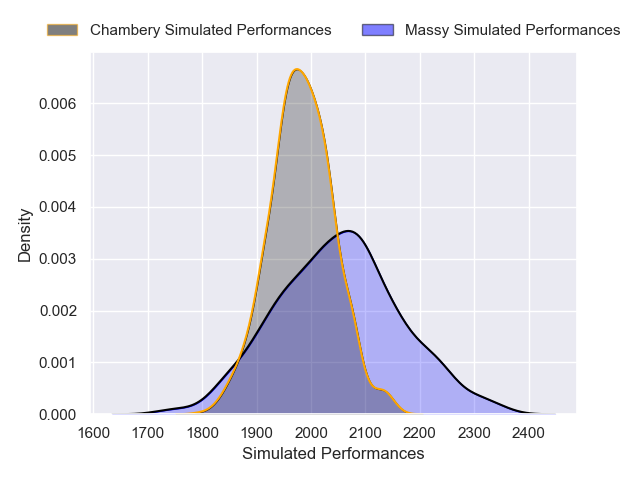 Chambery Simulated Performances
Massy Simulated Performances
0.006
0.005
0.004
0.003
0.002
0.001
0.000
Density
1600 1700 1800 1900 2000 2100 2200 2300 2400
Simulated Performances